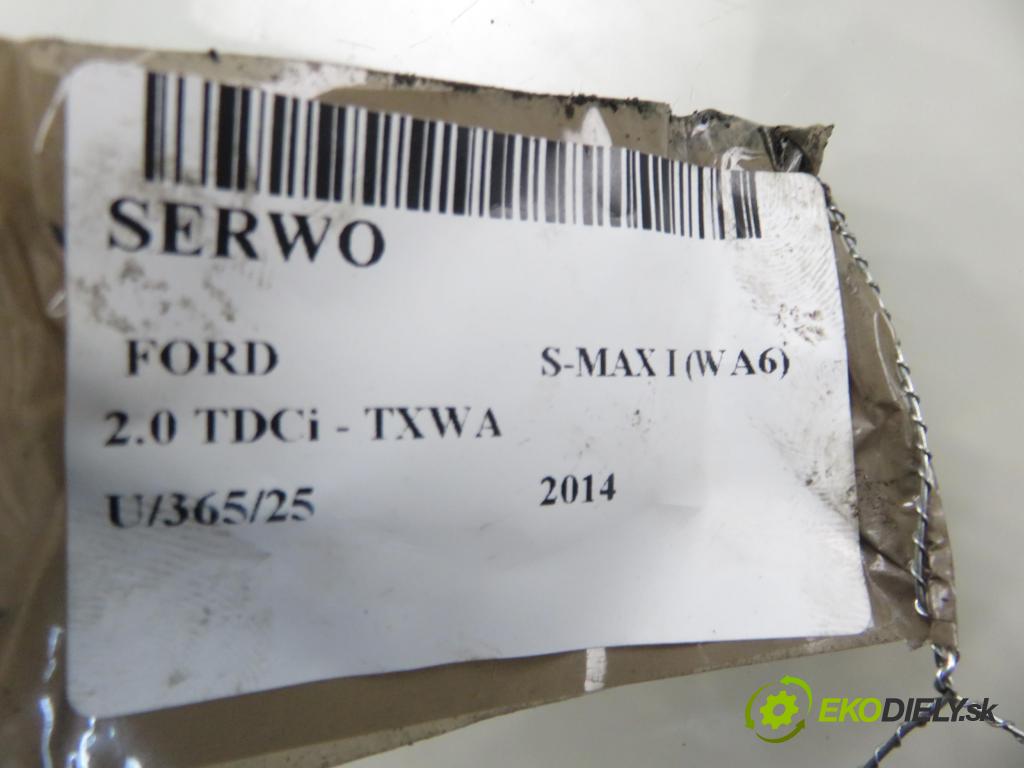 SERWO
FORD S-MAX I (WA6)
2.0 TDCi - TXWA
U/365/25 2014
EKODIELY.sk